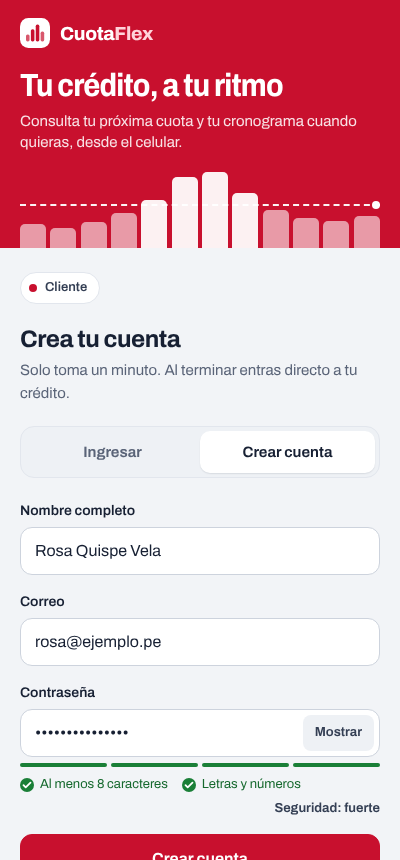 CuotaFlex
Tu crédito, a tu ritmo
Consulta tu próxima cuota y tu cronograma cuando
quieras, desde el celular.
Cliente
Crea tu cuenta
Solo toma un minuto. Al terminar entras directo a tu
crédito.
Ingresar
Crear cuenta
Nombre completo
Rosa Quispe Vela
Correo
rosa@ejemplo.pe
Contraseña
•••••••••••••••
Mostrar
Al menos 8 caracteres
Letras y números
Seguridad: fuerte
Crear cuenta